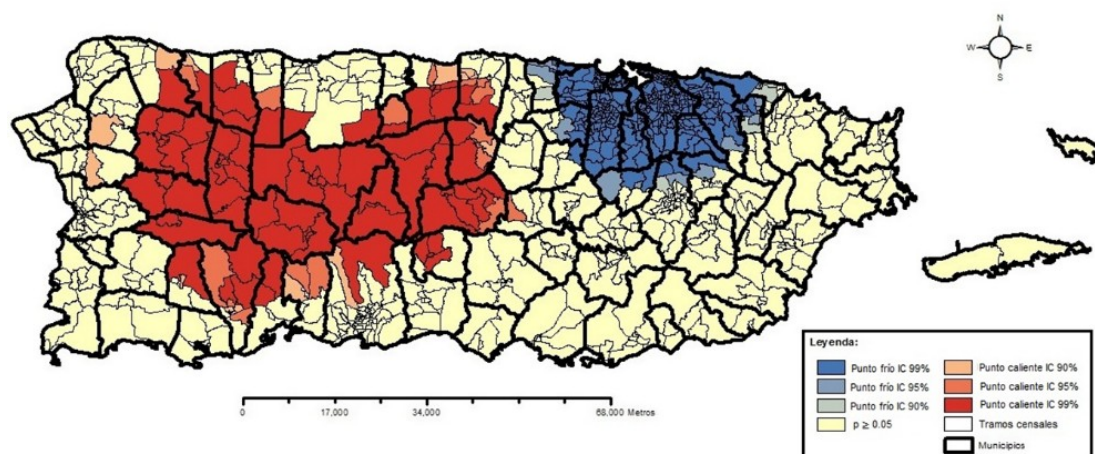 N
W E
S
Leyenda:
Punto frío IC 99%
Punto frío IC 95%
Punto frío IC 90%
p ≥ 0.05
Punto caliente IC 90%
Punto caliente IC 95%
Punto caliente IC 99%
Tramos censales
Municipios
0 17,000 34,000 68,000 Metros